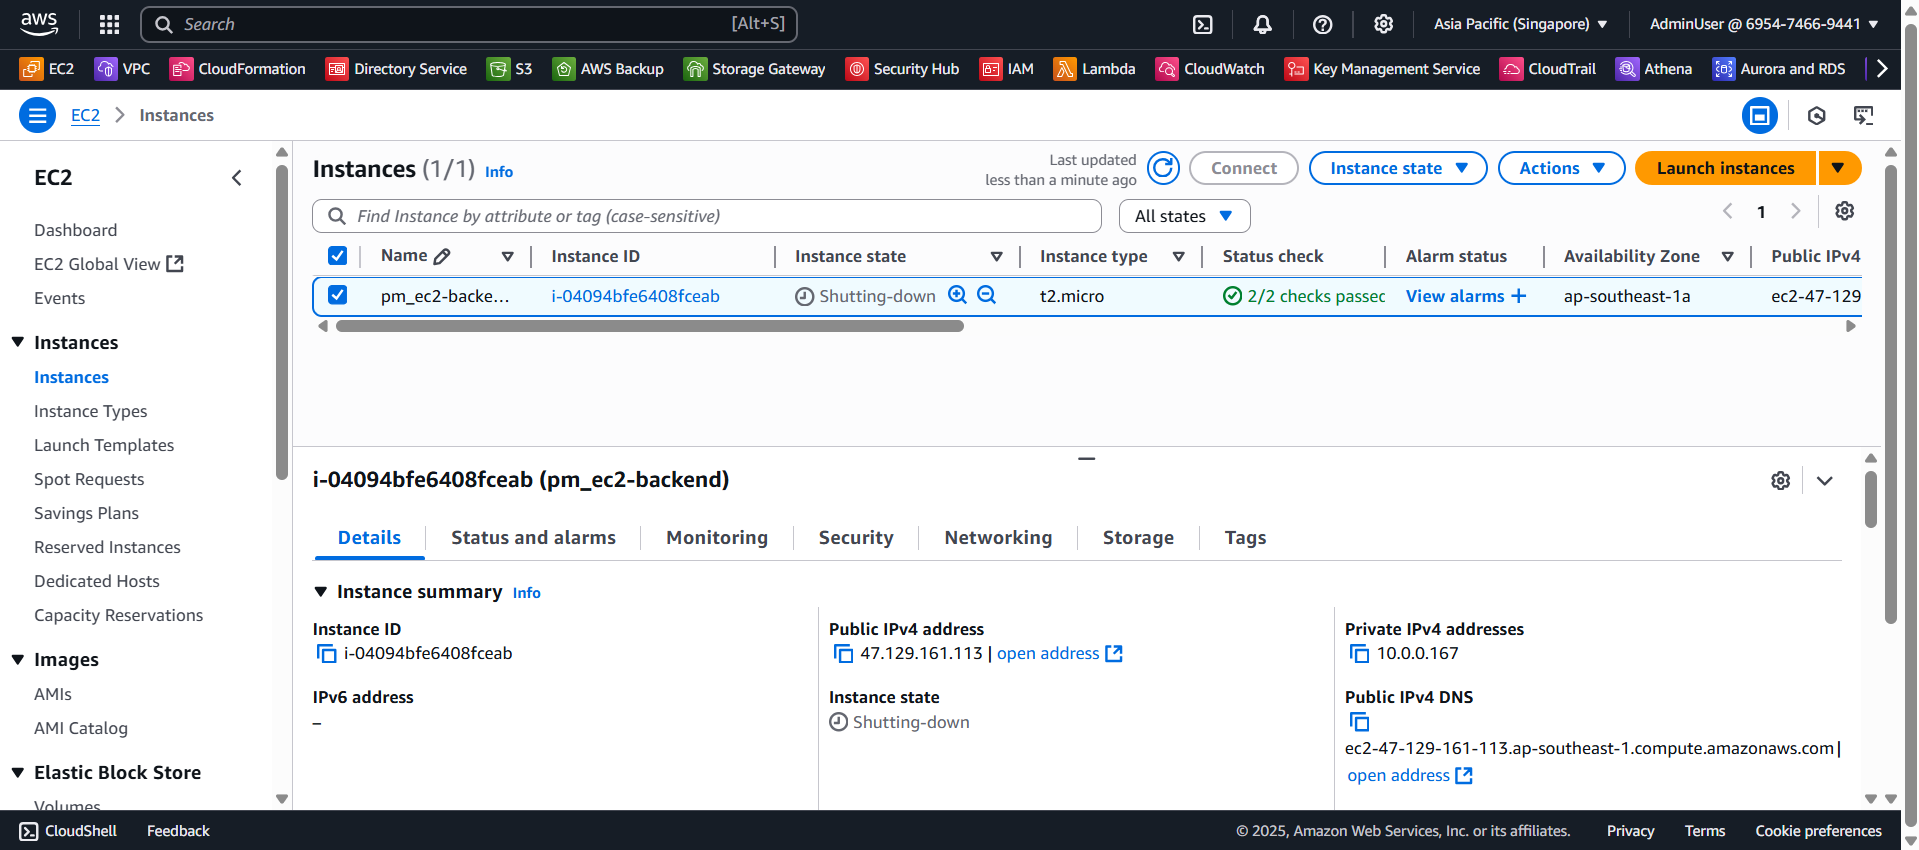 aws
Search [Alt+S] Asia Pacific (Singapore) AdminUser @ 6954-7466-9441
EC2 VPC CloudFormation Directory Service S3 AWS Backup Storage Gateway Security Hub IAM Lambda CloudWatch Key Management Service CloudTrail Athena Aurora and RDS
EC2 Instances
EC2
Dashboard
EC2 Global View
Events
Instances
Instances
Instance Types
Launch Templates
Spot Requests
Savings Plans
Reserved Instances
Dedicated Hosts
Capacity Reservations
Images
AMIs
AMI Catalog
Elastic Block Store
Volumes
Instances (1/1) Info
Last updated
less than a minute ago
Connect Instance state Actions Launch instances
Find Instance by attribute or tag (case-sensitive) All states 1
Name Instance ID Instance state Instance type Status check Alarm status Availability Zone Public IPv4
pm_ec2-backe... i-04094bfe6408fceab Shutting-down t2.micro 2/2 checks passec View alarms + ap-southeast-1a ec2-47-129
i-04094bfe6408fceab (pm_ec2-backend)
Details Status and alarms Monitoring Security Networking Storage Tags
Instance summary Info
Instance ID
i-04094bfe6408fceab
IPv6 address
–
Public IPv4 address
47.129.161.113 | open address
Instance state
Shutting-down
Private IPv4 addresses
10.0.0.167
Public IPv4 DNS
ec2-47-129-161-113.ap-southeast-1.compute.amazonaws.com |
open address
CloudShell Feedback © 2025, Amazon Web Services, Inc. or its affiliates. Privacy Terms Cookie preferences